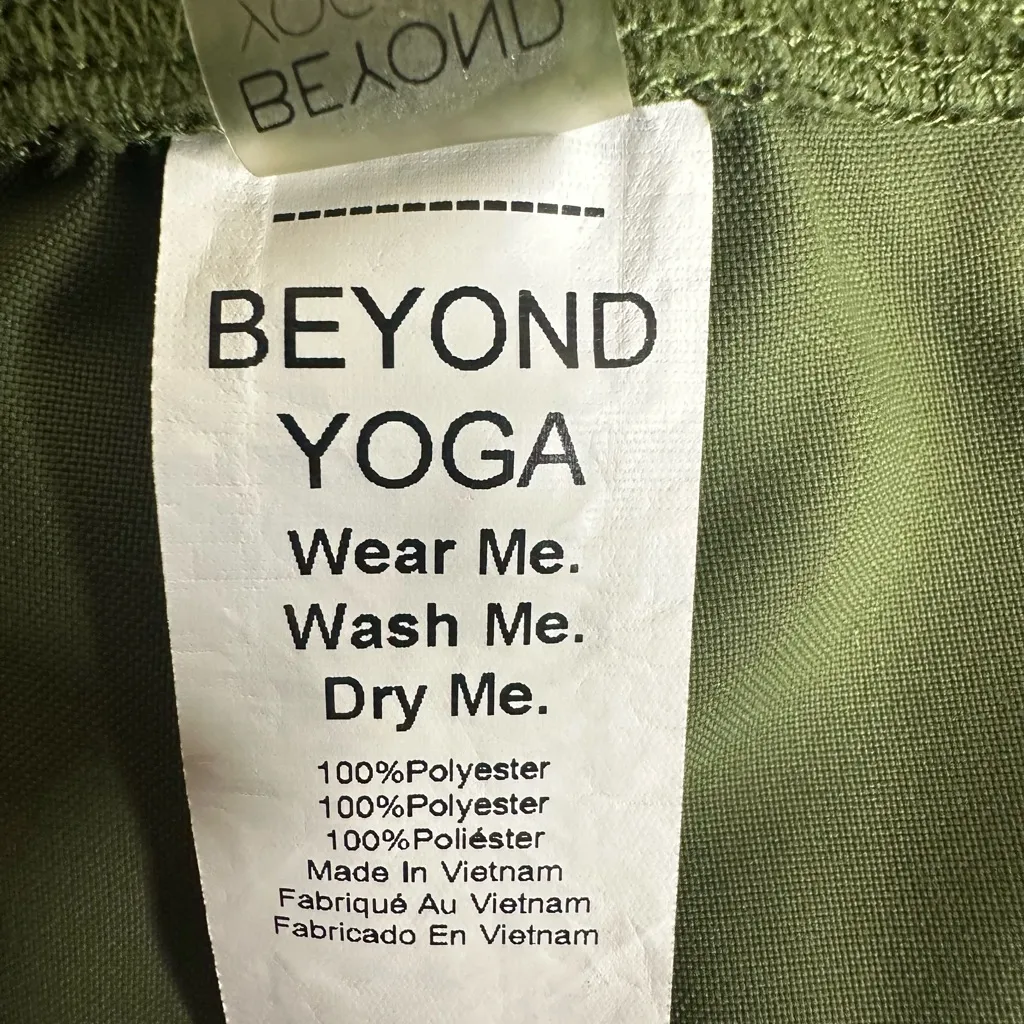 BEYOND
--------------
BEYOND
YOGA
Wear Me.
Wash Me.
Dry Me.
100%Polyester
100%Polyester
100%Poliéster
Made In Vietnam
Fabriqué Au Vietnam
Fabricado En Vietnam